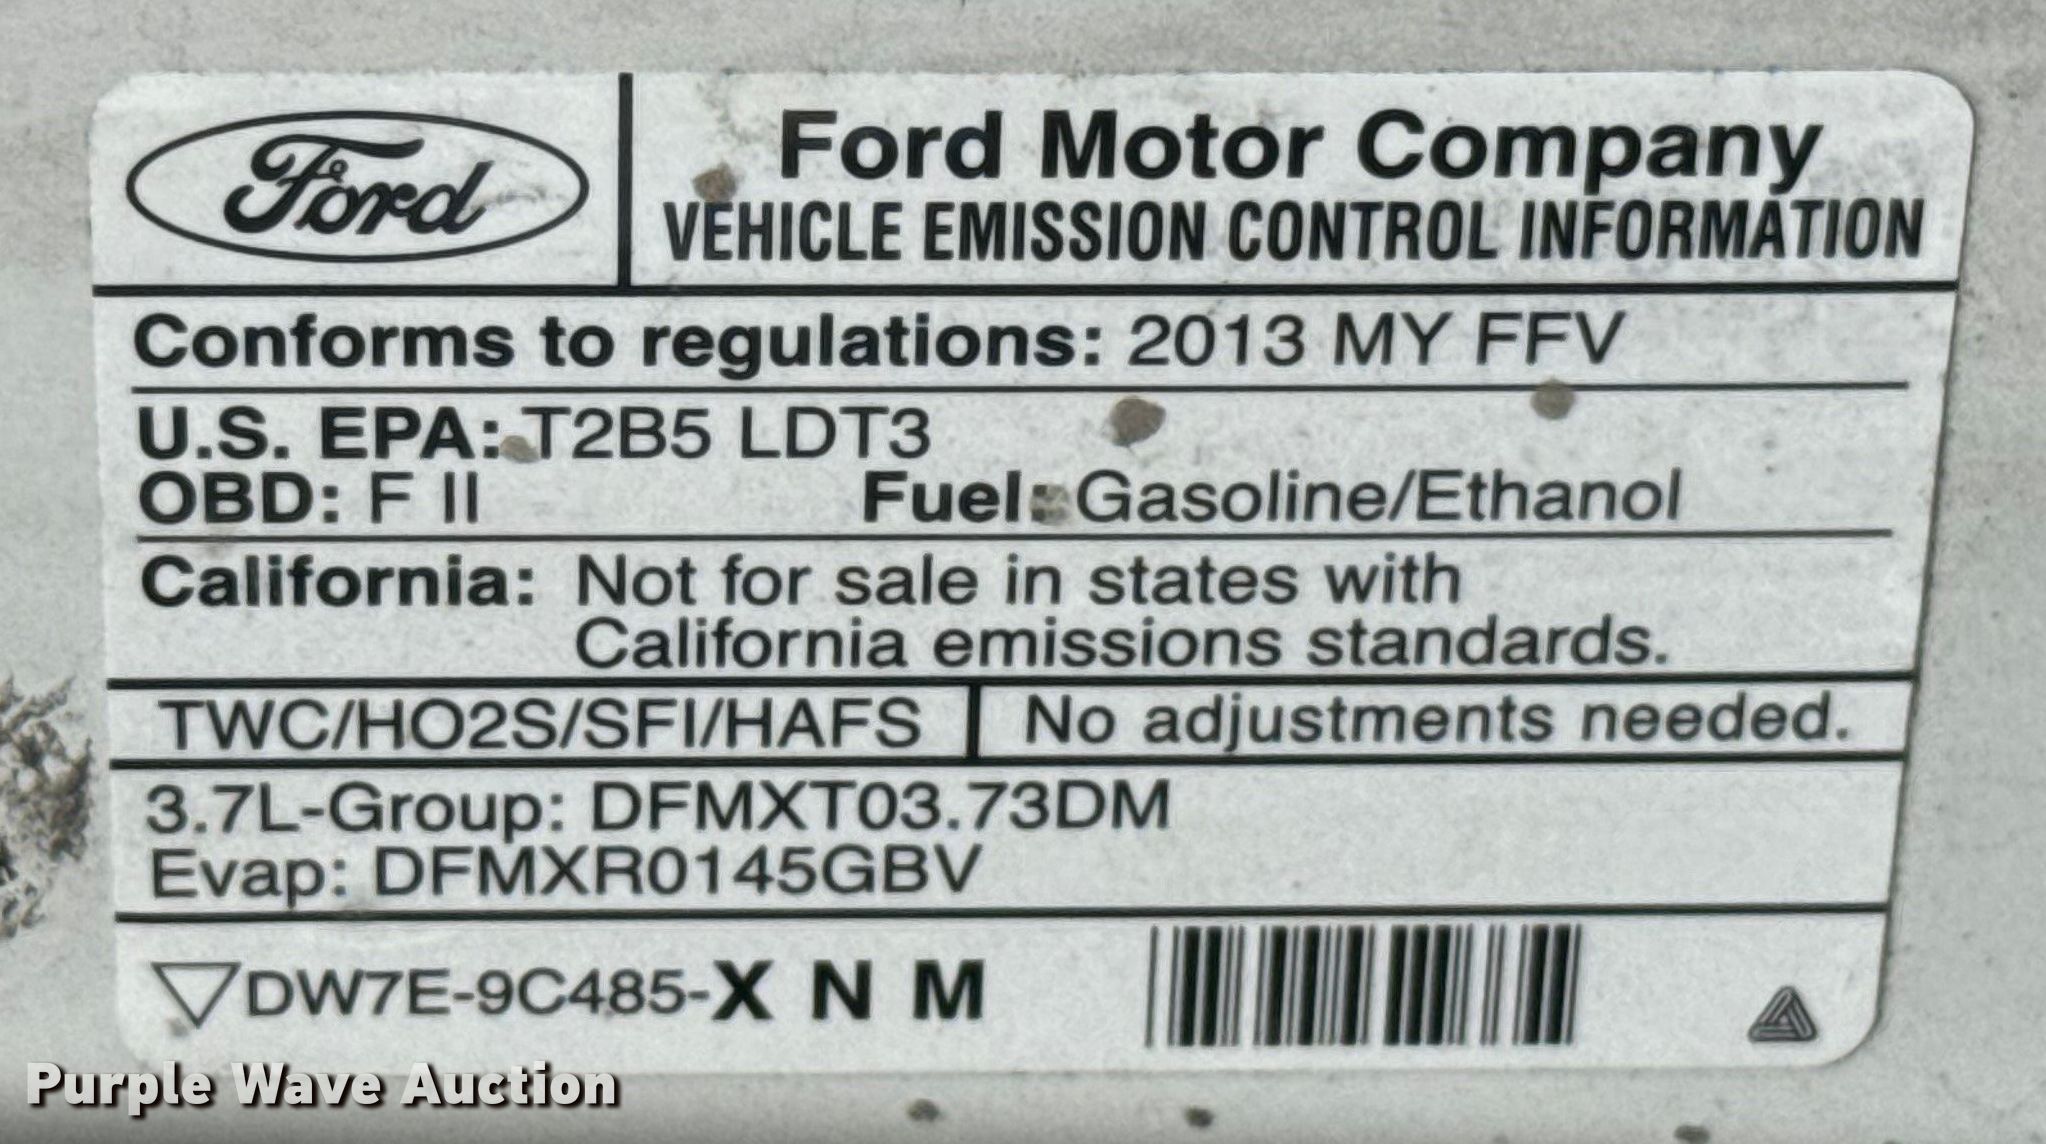 Ford
Ford Motor Company
VEHICLE EMISSION CONTROL INFORMATION
Conforms to regulations: 2013 MY FFV
U.S. EPA: T2B5 LDT3
OBD: F II Fuel: Gasoline/Ethanol
California: Not for sale in states with
California emissions standards.
TWC/HO2S/SFI/HAFS No adjustments needed.
3.7L-Group: DFMXT03.73DM
Evap: DFMXR0145GBV
DW7E-9C485-X N M
Purple Wave Auction